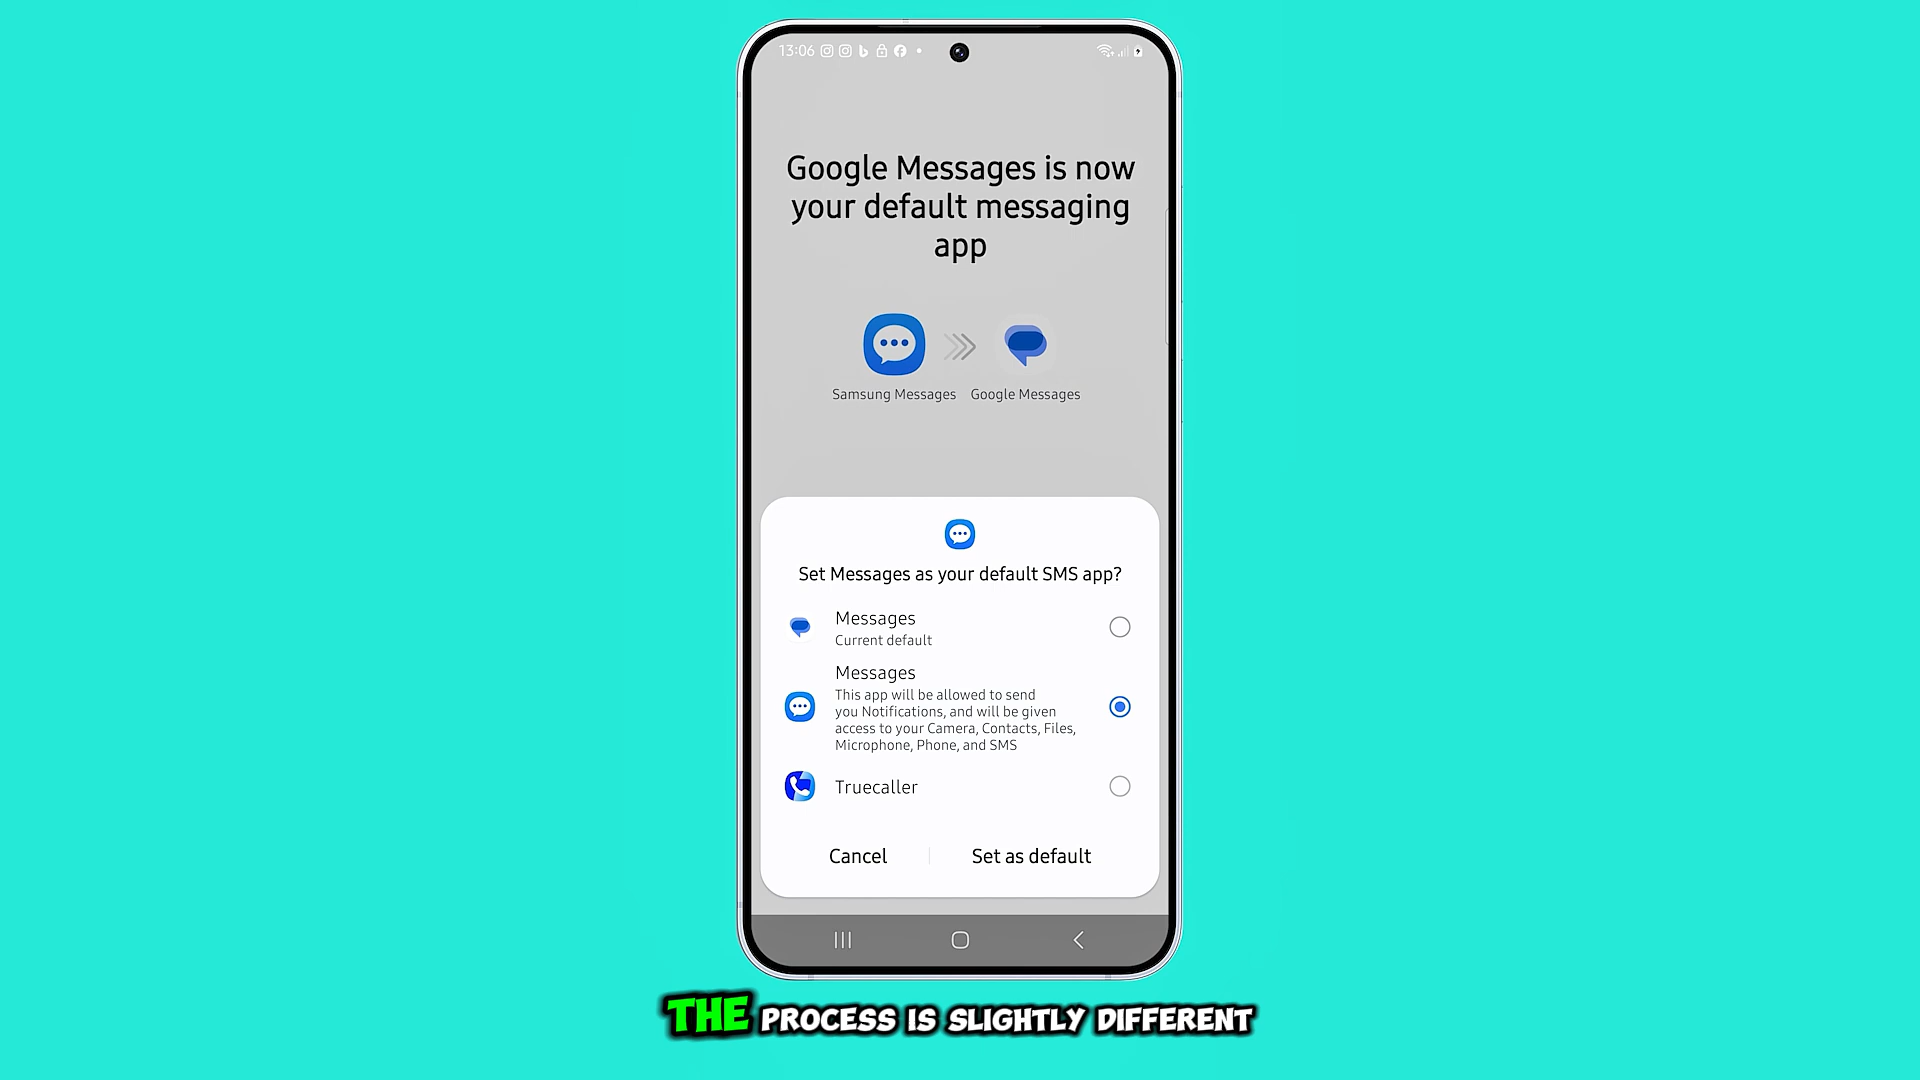 13:06
Google Messages is now
your default messaging
app
Samsung Messages Google Messages
Set Messages as your default SMS app?
Messages
Current default
Messages
This app will be allowed to send
you Notifications, and will be given
access to your Camera, Contacts, Files,
Microphone, Phone, and SMS
Truecaller
Cancel Set as default
THE PROCESS IS SLIGHTLY DIFFERENT